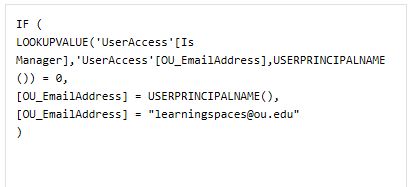 IF (
LOOKUPVALUE('UserAccess'[Is
Manager],'UserAccess'[OU_EmailAddress],USERPRINCIPALNAME
()) = 0,
[OU_EmailAddress] = USERPRINCIPALNAME(),
[OU_EmailAddress] = "learningspaces@ou.edu"
)